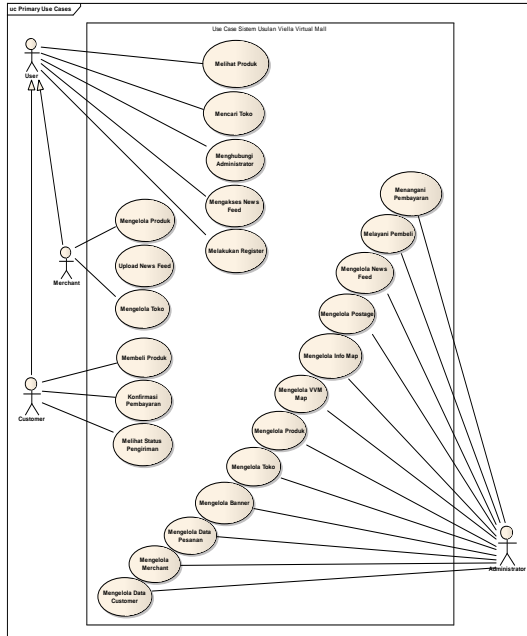 uc Primary Use Cases
Use Case Sistem Usulan Viella Virtual Mall
User
Melihat Produk
Mencari Toko
Menghubungi
Administrator
Mengakses News
Feed
Melakukan Register
Merchant
Mengelola Produk
Upload News Feed
Mengelola Toko
Customer
Membeli Produk
Konfirmasi
Pembayaran
Melihat Status
Pengiriman
Menangani
Pembayaran
Melayani Pembeli
Mengelola News
Feed
Mengelola Postage
Mengelola Info Map
Mengelola VVM
Map
Mengelola Produk
Mengelola Toko
Mengelola Banner
Mengelola Data
Pesanan
Mengelola
Merchant
Mengelola Data
Customer
Administrator